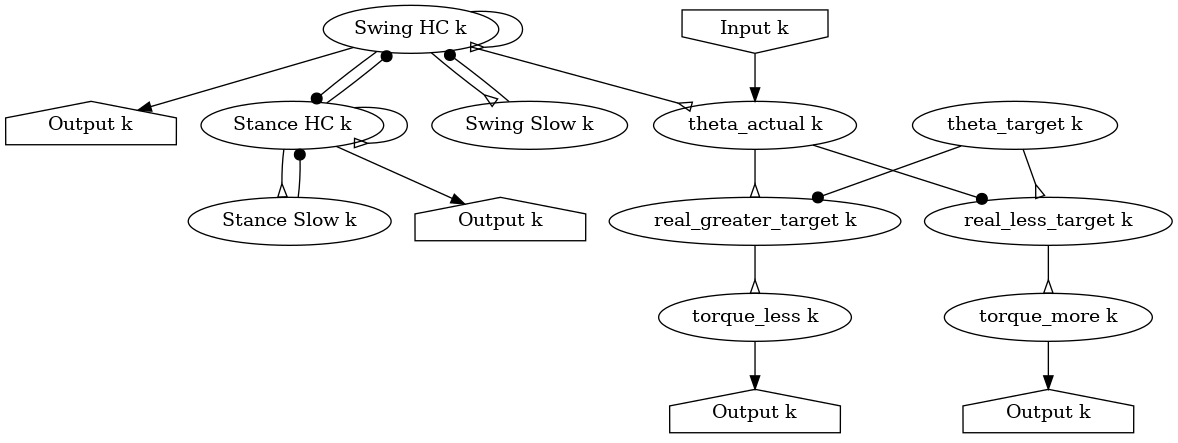 Swing HC k
Input k
Output k
Stance HC k
Swing Slow k
theta_actual k
theta_target k
Stance Slow k
Output k
real_greater_target k
real_less_target k
torque_less k
torque_more k
Output k
Output k